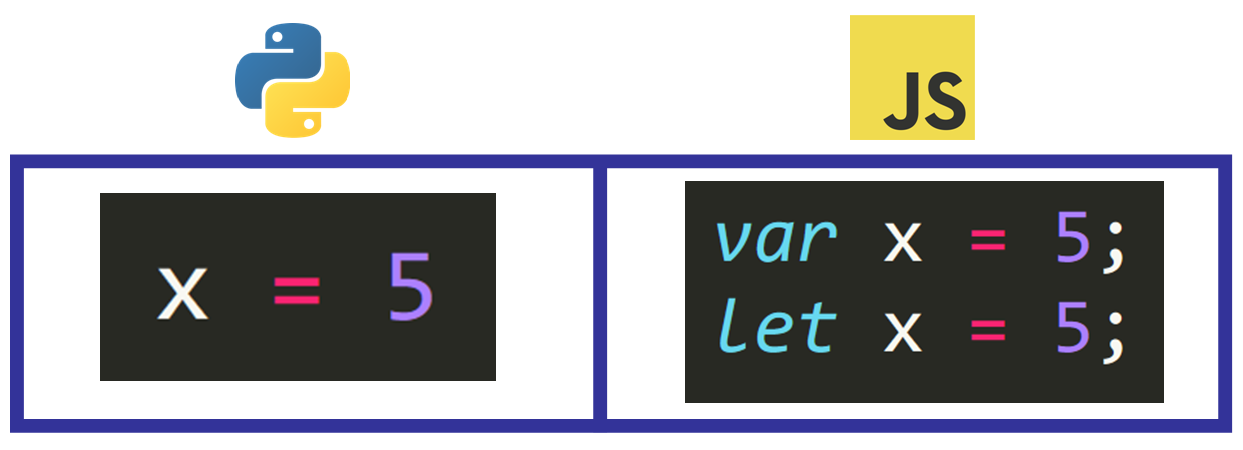 JS
x = 5
var x = 5;
let x = 5;